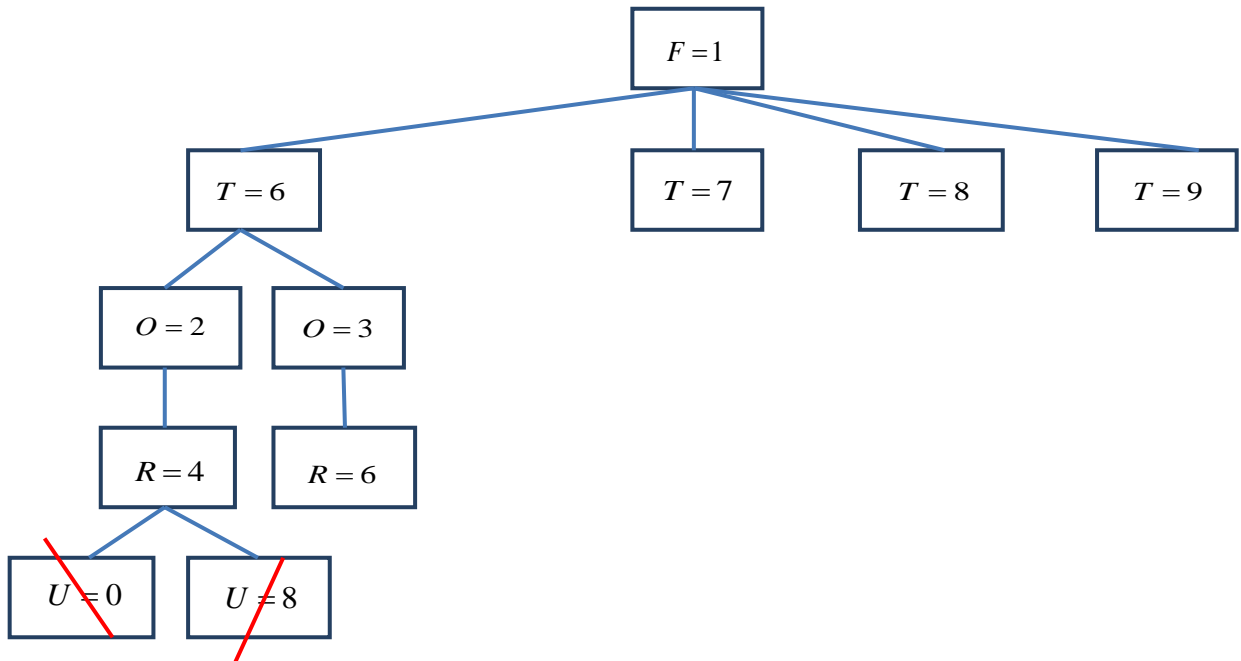 F = 1
T = 6
T = 7
T = 8
T = 9
O = 2
O = 3
R = 4
R = 6
U = 0
U = 8